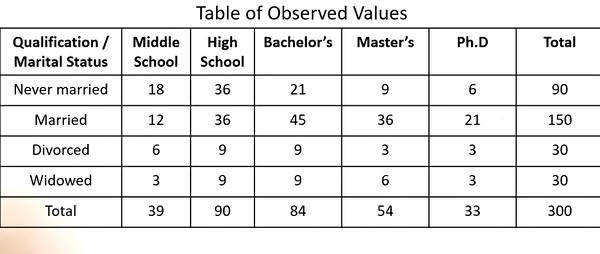 Table of Observed Values
Qualification / Marital Status Middle School High School Bachelor's Master's Ph.D Total
Never married 18 36 21 9 6 90
Married 12 36 45 36 21 150
Divorced 6 9 9 3 3 30
Widowed 3 9 9 6 3 30
Total 39 90 84 54 33 300